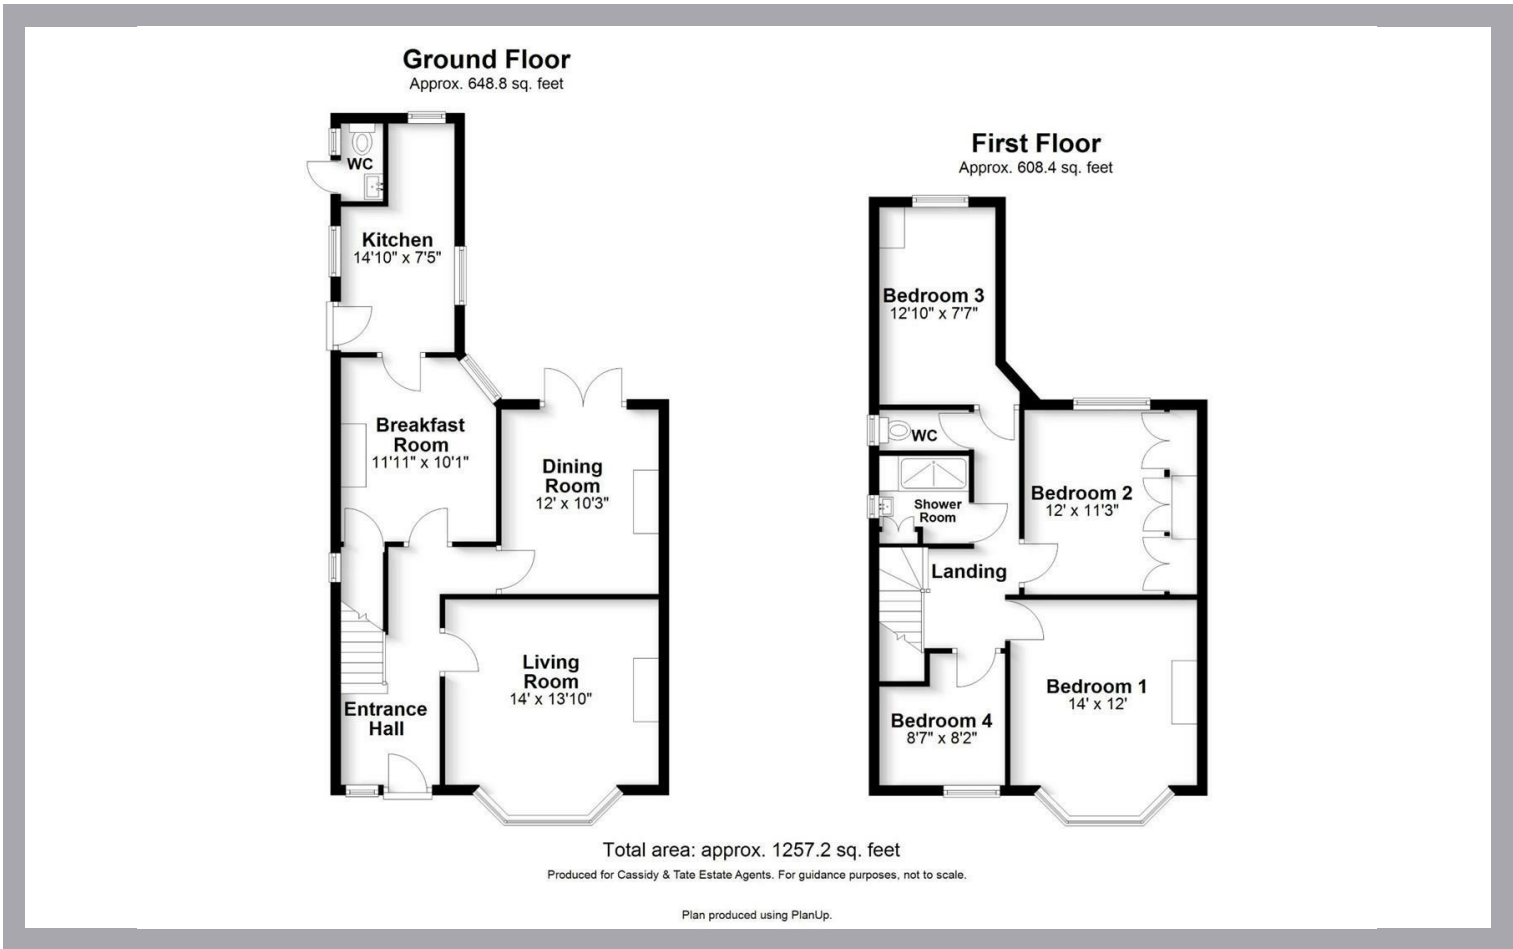 Ground Floor
Approx. 648.8 sq. feet
WC
Kitchen
14'10" x 7'5"
Breakfast
Room
11'11" x 10'1"
Dining
Room
12' x 10'3"
Living
Room
14' x 13'10"
Entrance
Hall
First Floor
Approx. 608.4 sq. feet
Bedroom 3
12'10" x 7'7"
WC
Shower
Room
Bedroom 2
12' x 11'3"
Landing
Bedroom 1
14' x 12'
Bedroom 4
8'7" x 8'2"
Total area: approx. 1257.2 sq. feet
Produced for Cassidy & Tate Estate Agents. For guidance purposes, not to scale.
Plan produced using PlanUp.